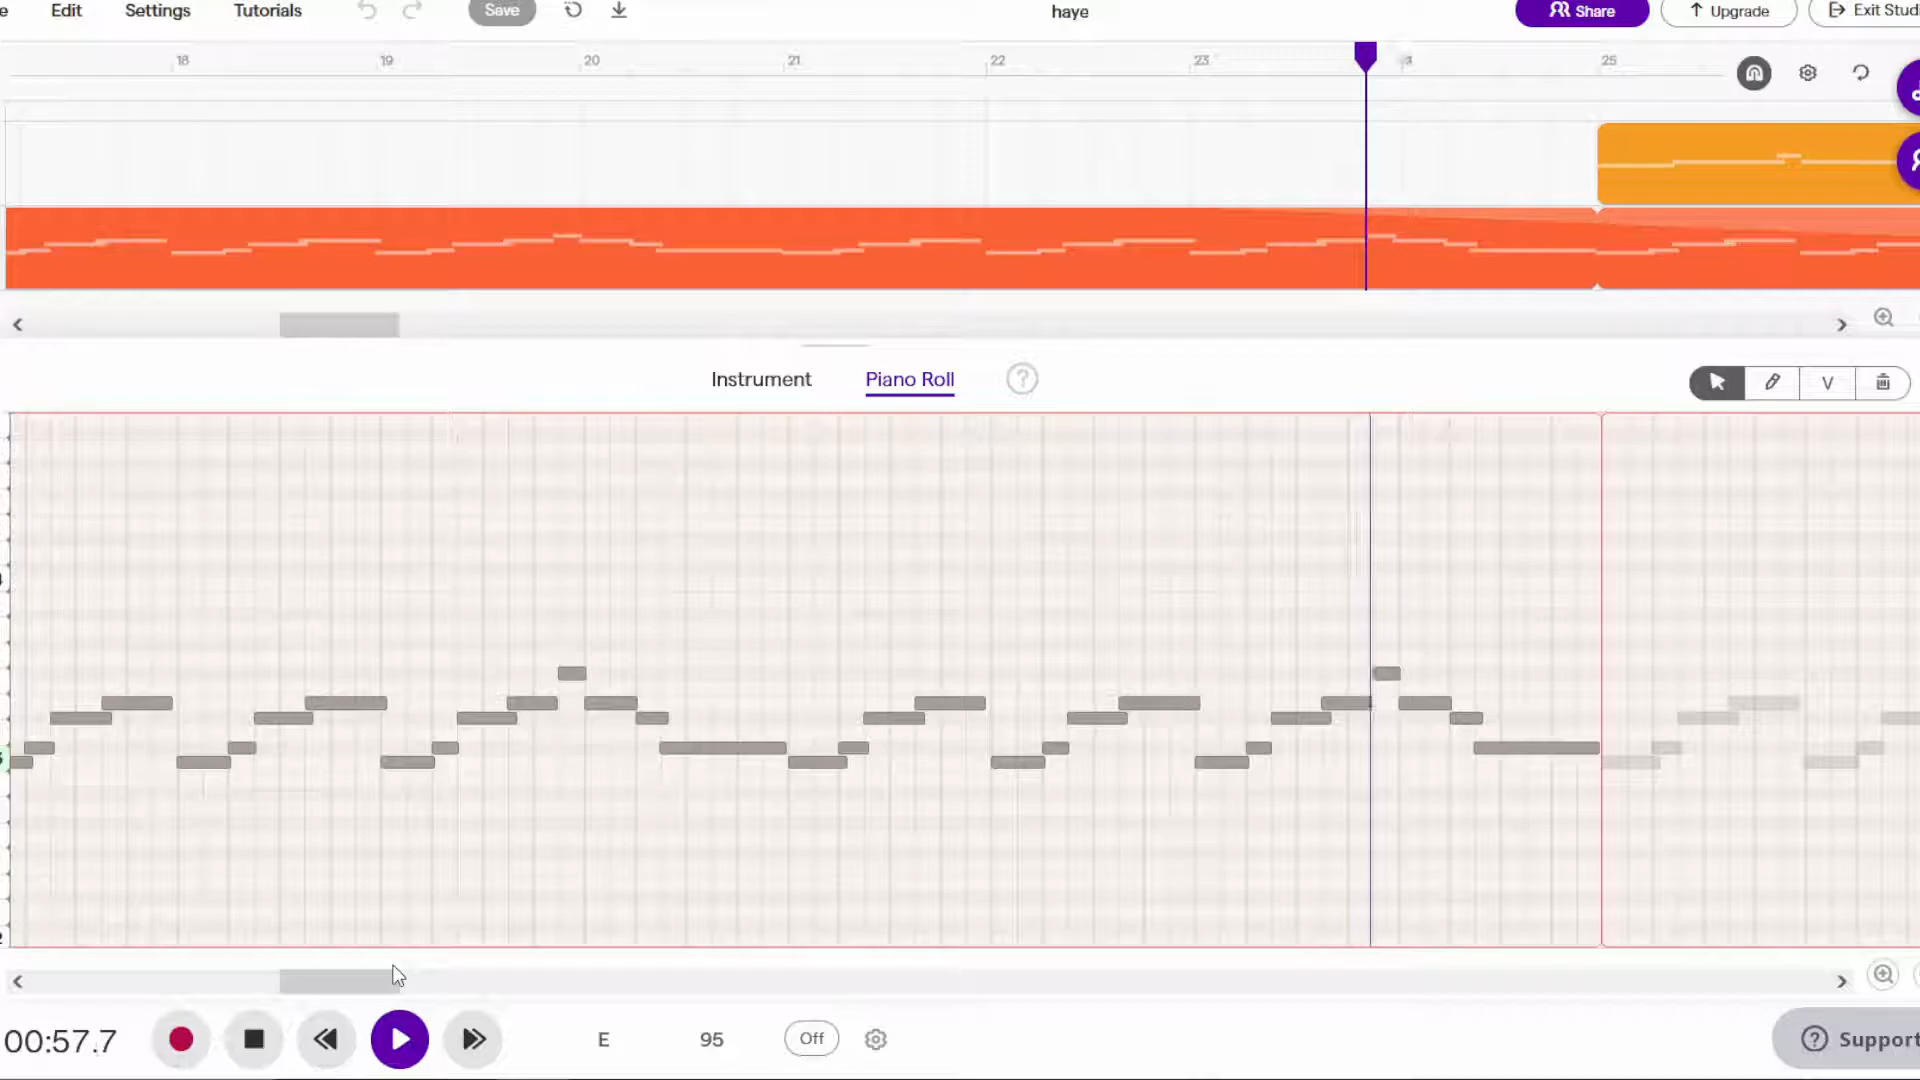 e Edit Settings Tutorials Save haye Share Upgrade Exit Studi
18 19 20 21 22 23 25
Instrument Piano Roll ?
V
00:57.7 E 95 Off ? Support